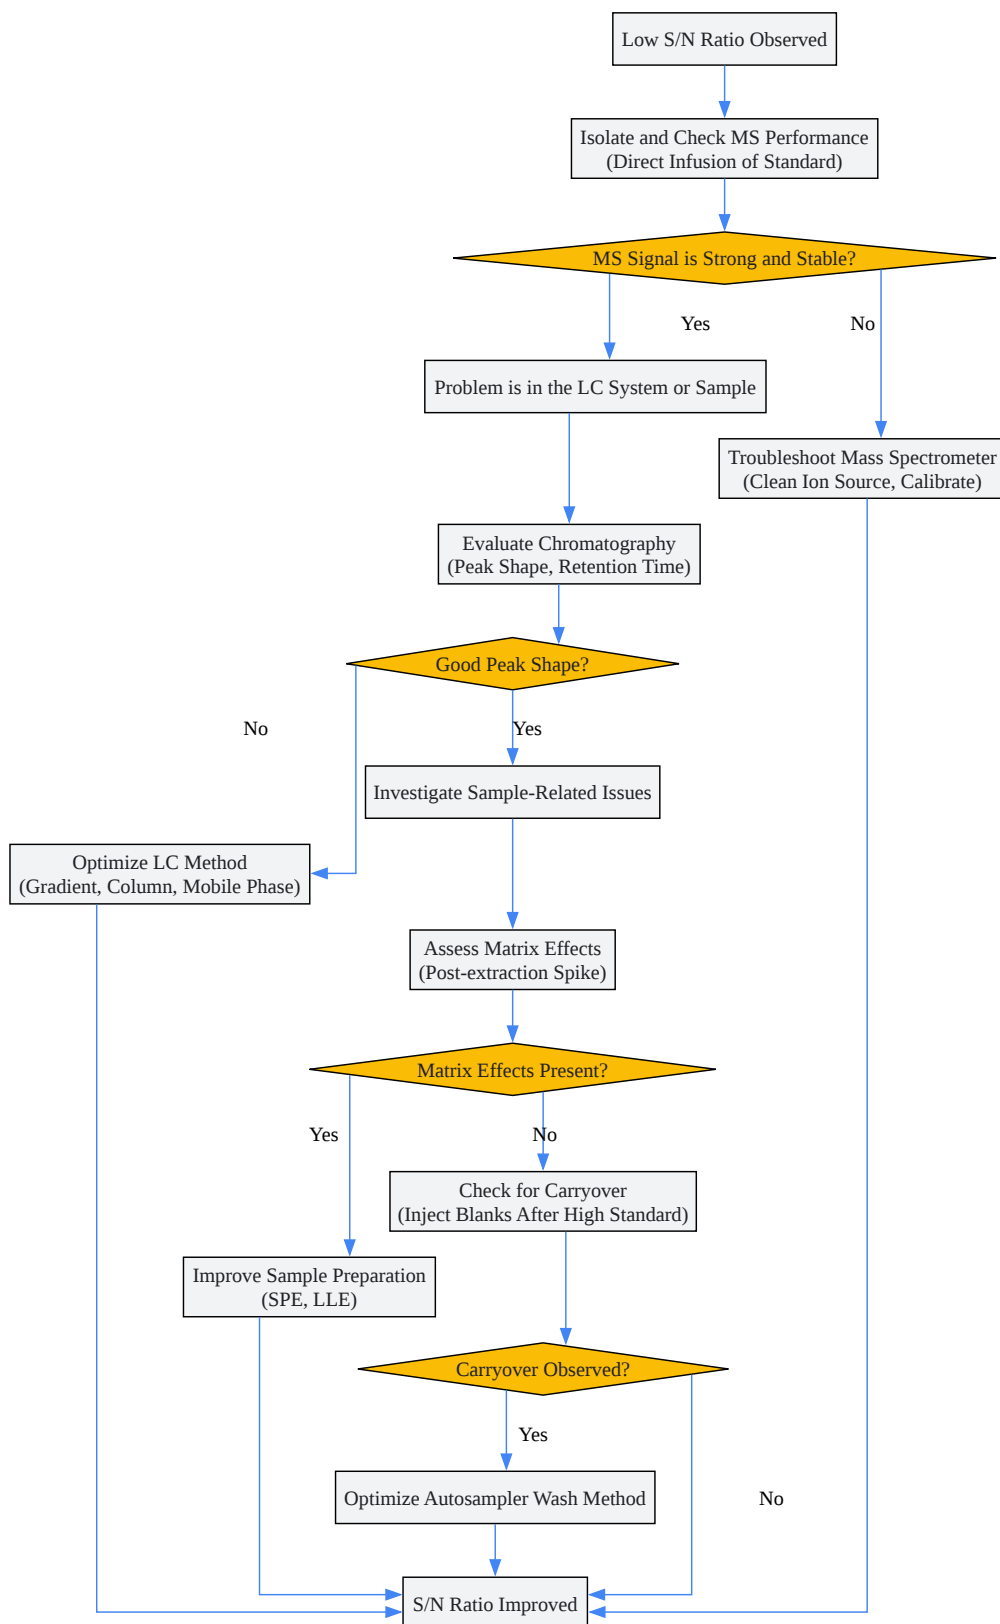 Low S/N Ratio Observed
Isolate and Check MS Performance
(Direct Infusion of Standard)
MS Signal is Strong and Stable?
Yes
No
Problem is in the LC System or Sample
Troubleshoot Mass Spectrometer
(Clean Ion Source, Calibrate)
Evaluate Chromatography
(Peak Shape, Retention Time)
Good Peak Shape?
No
Yes
Investigate Sample-Related Issues
Optimize LC Method
(Gradient, Column, Mobile Phase)
Assess Matrix Effects
(Post-extraction Spike)
Matrix Effects Present?
Yes
No
Check for Carryover
(Inject Blanks After High Standard)
Improve Sample Preparation
(SPE, LLE)
Carryover Observed?
Yes
Optimize Autosampler Wash Method
No
S/N Ratio Improved